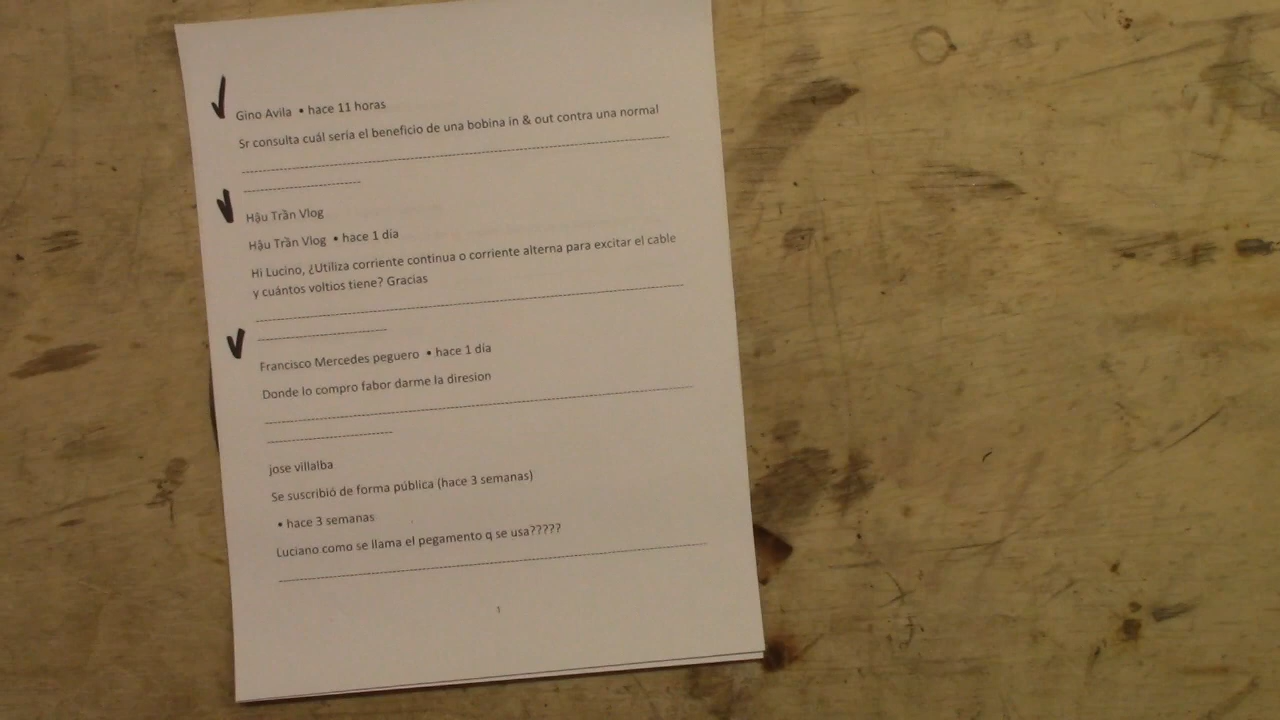 Gino Avila • hace 11 horas
Sr consulta cuál sería el beneficio de una bobina in & out contra una normal
Hậu Trần Vlog
Hậu Trần Vlog • hace 1 día
Hi Lucino, ¿Utiliza corriente continua o corriente alterna para excitar el cable
y cuántos voltios tiene? Gracias
Francisco Mercedes peguero • hace 1 día
Donde lo compro fabor darme la diresion
jose villalba
Se suscribió de forma pública (hace 3 semanas)
• hace 3 semanas
Luciano como se llama el pegamento q se usa?????
1